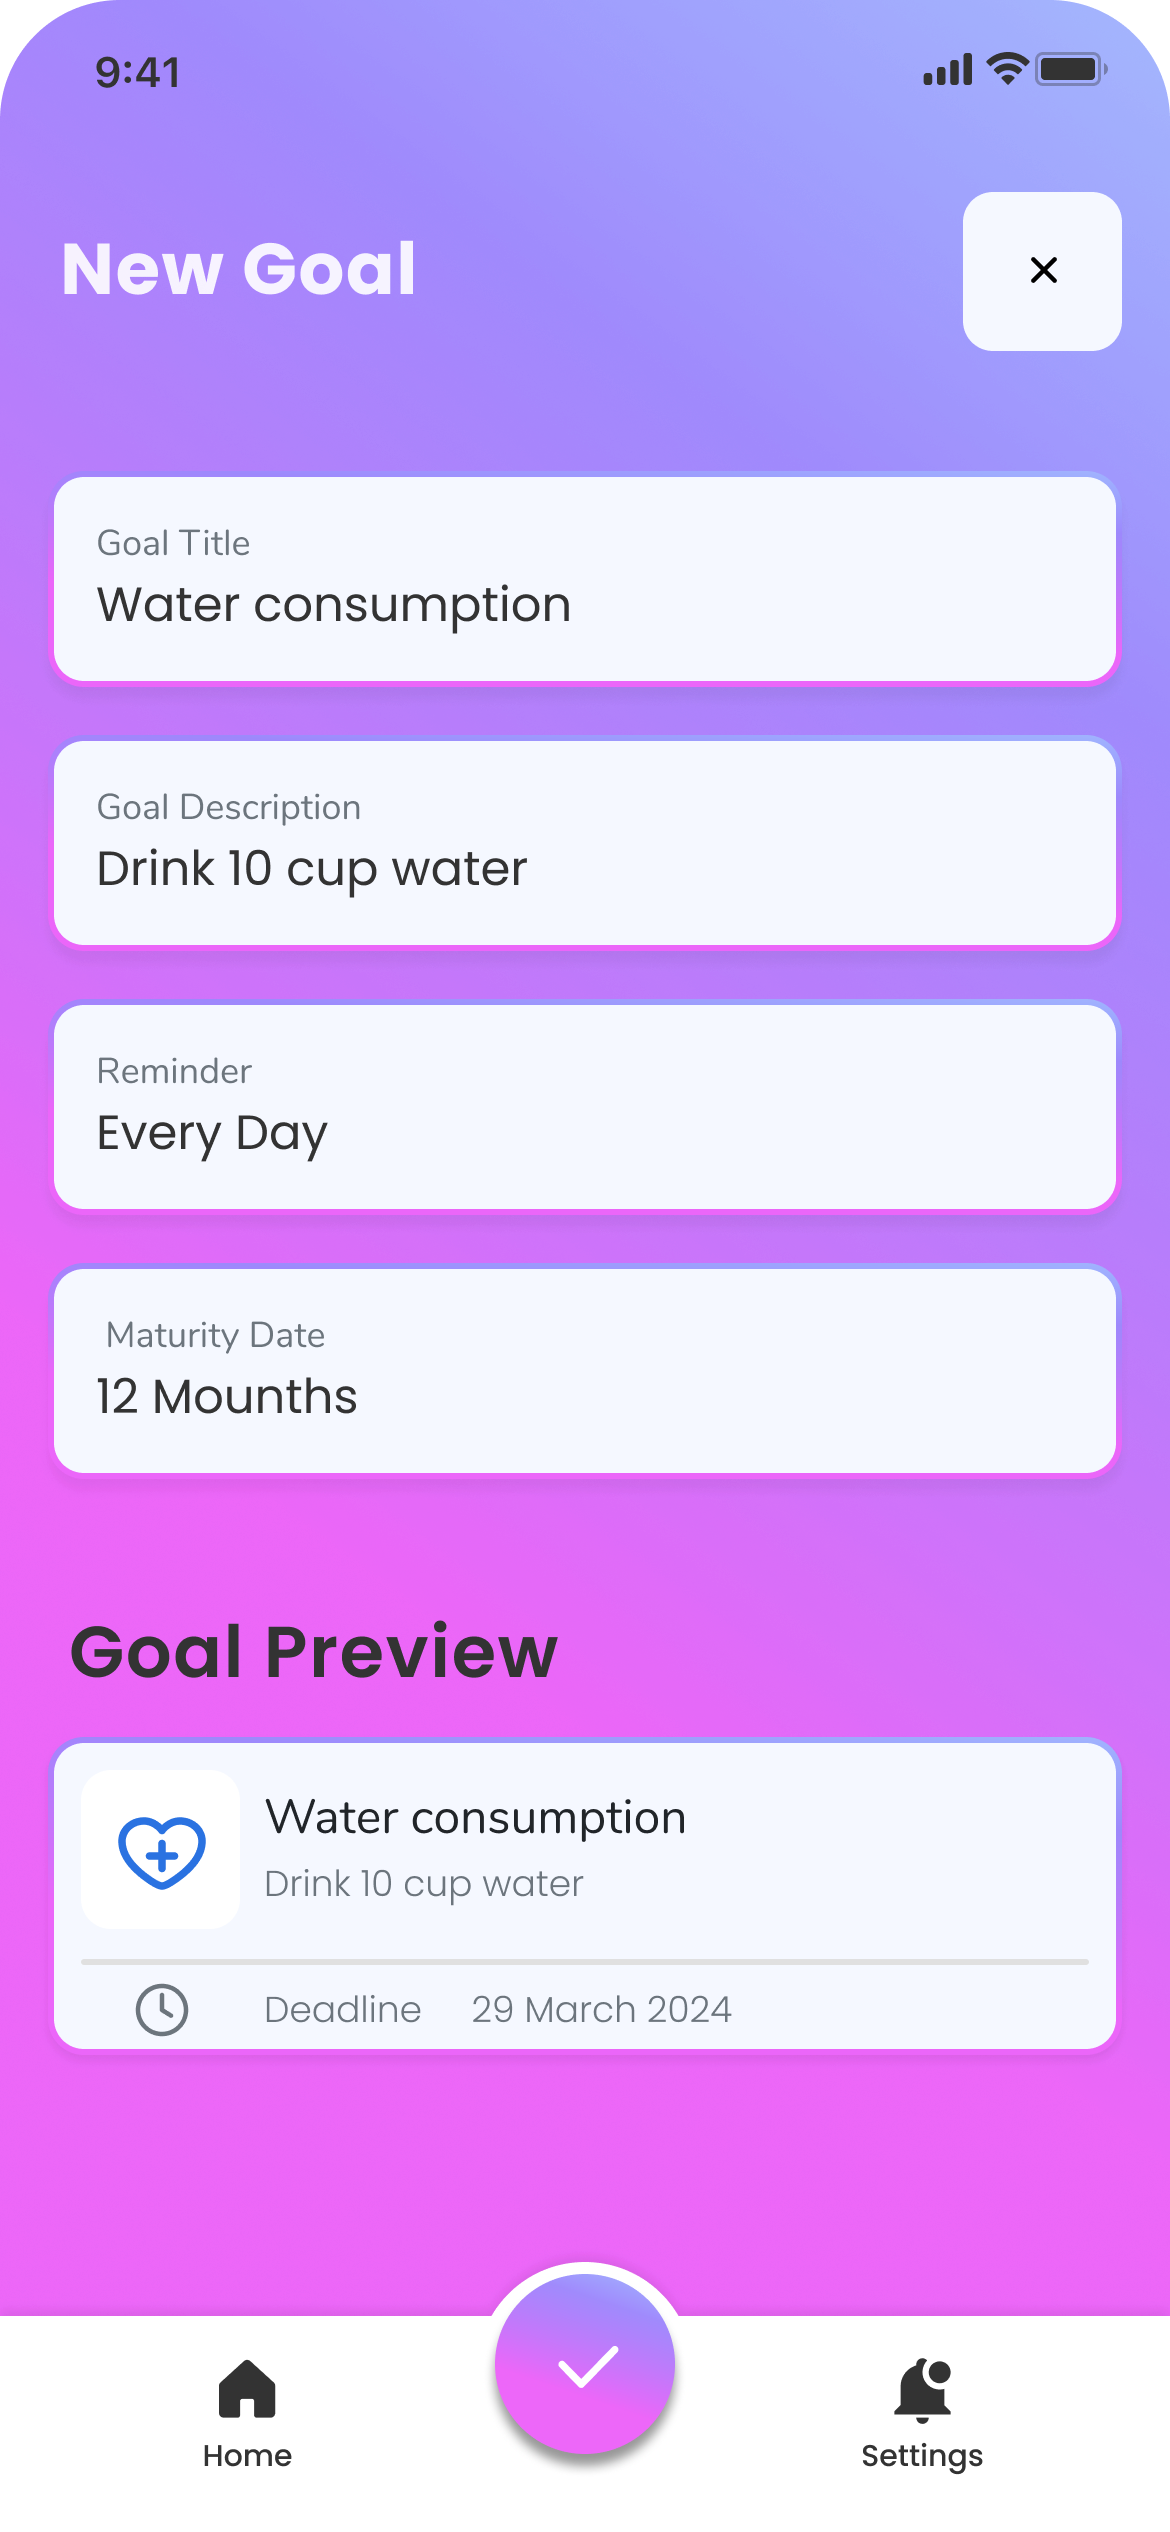 9:41
New Goal
Goal Title
Water consumption
Goal Description
Drink 10 cup water
Reminder
Every Day
Maturity Date
12 Mounths
Goal Preview
Water consumption
Drink 10 cup water
Deadline 29 March 2024
Home Settings